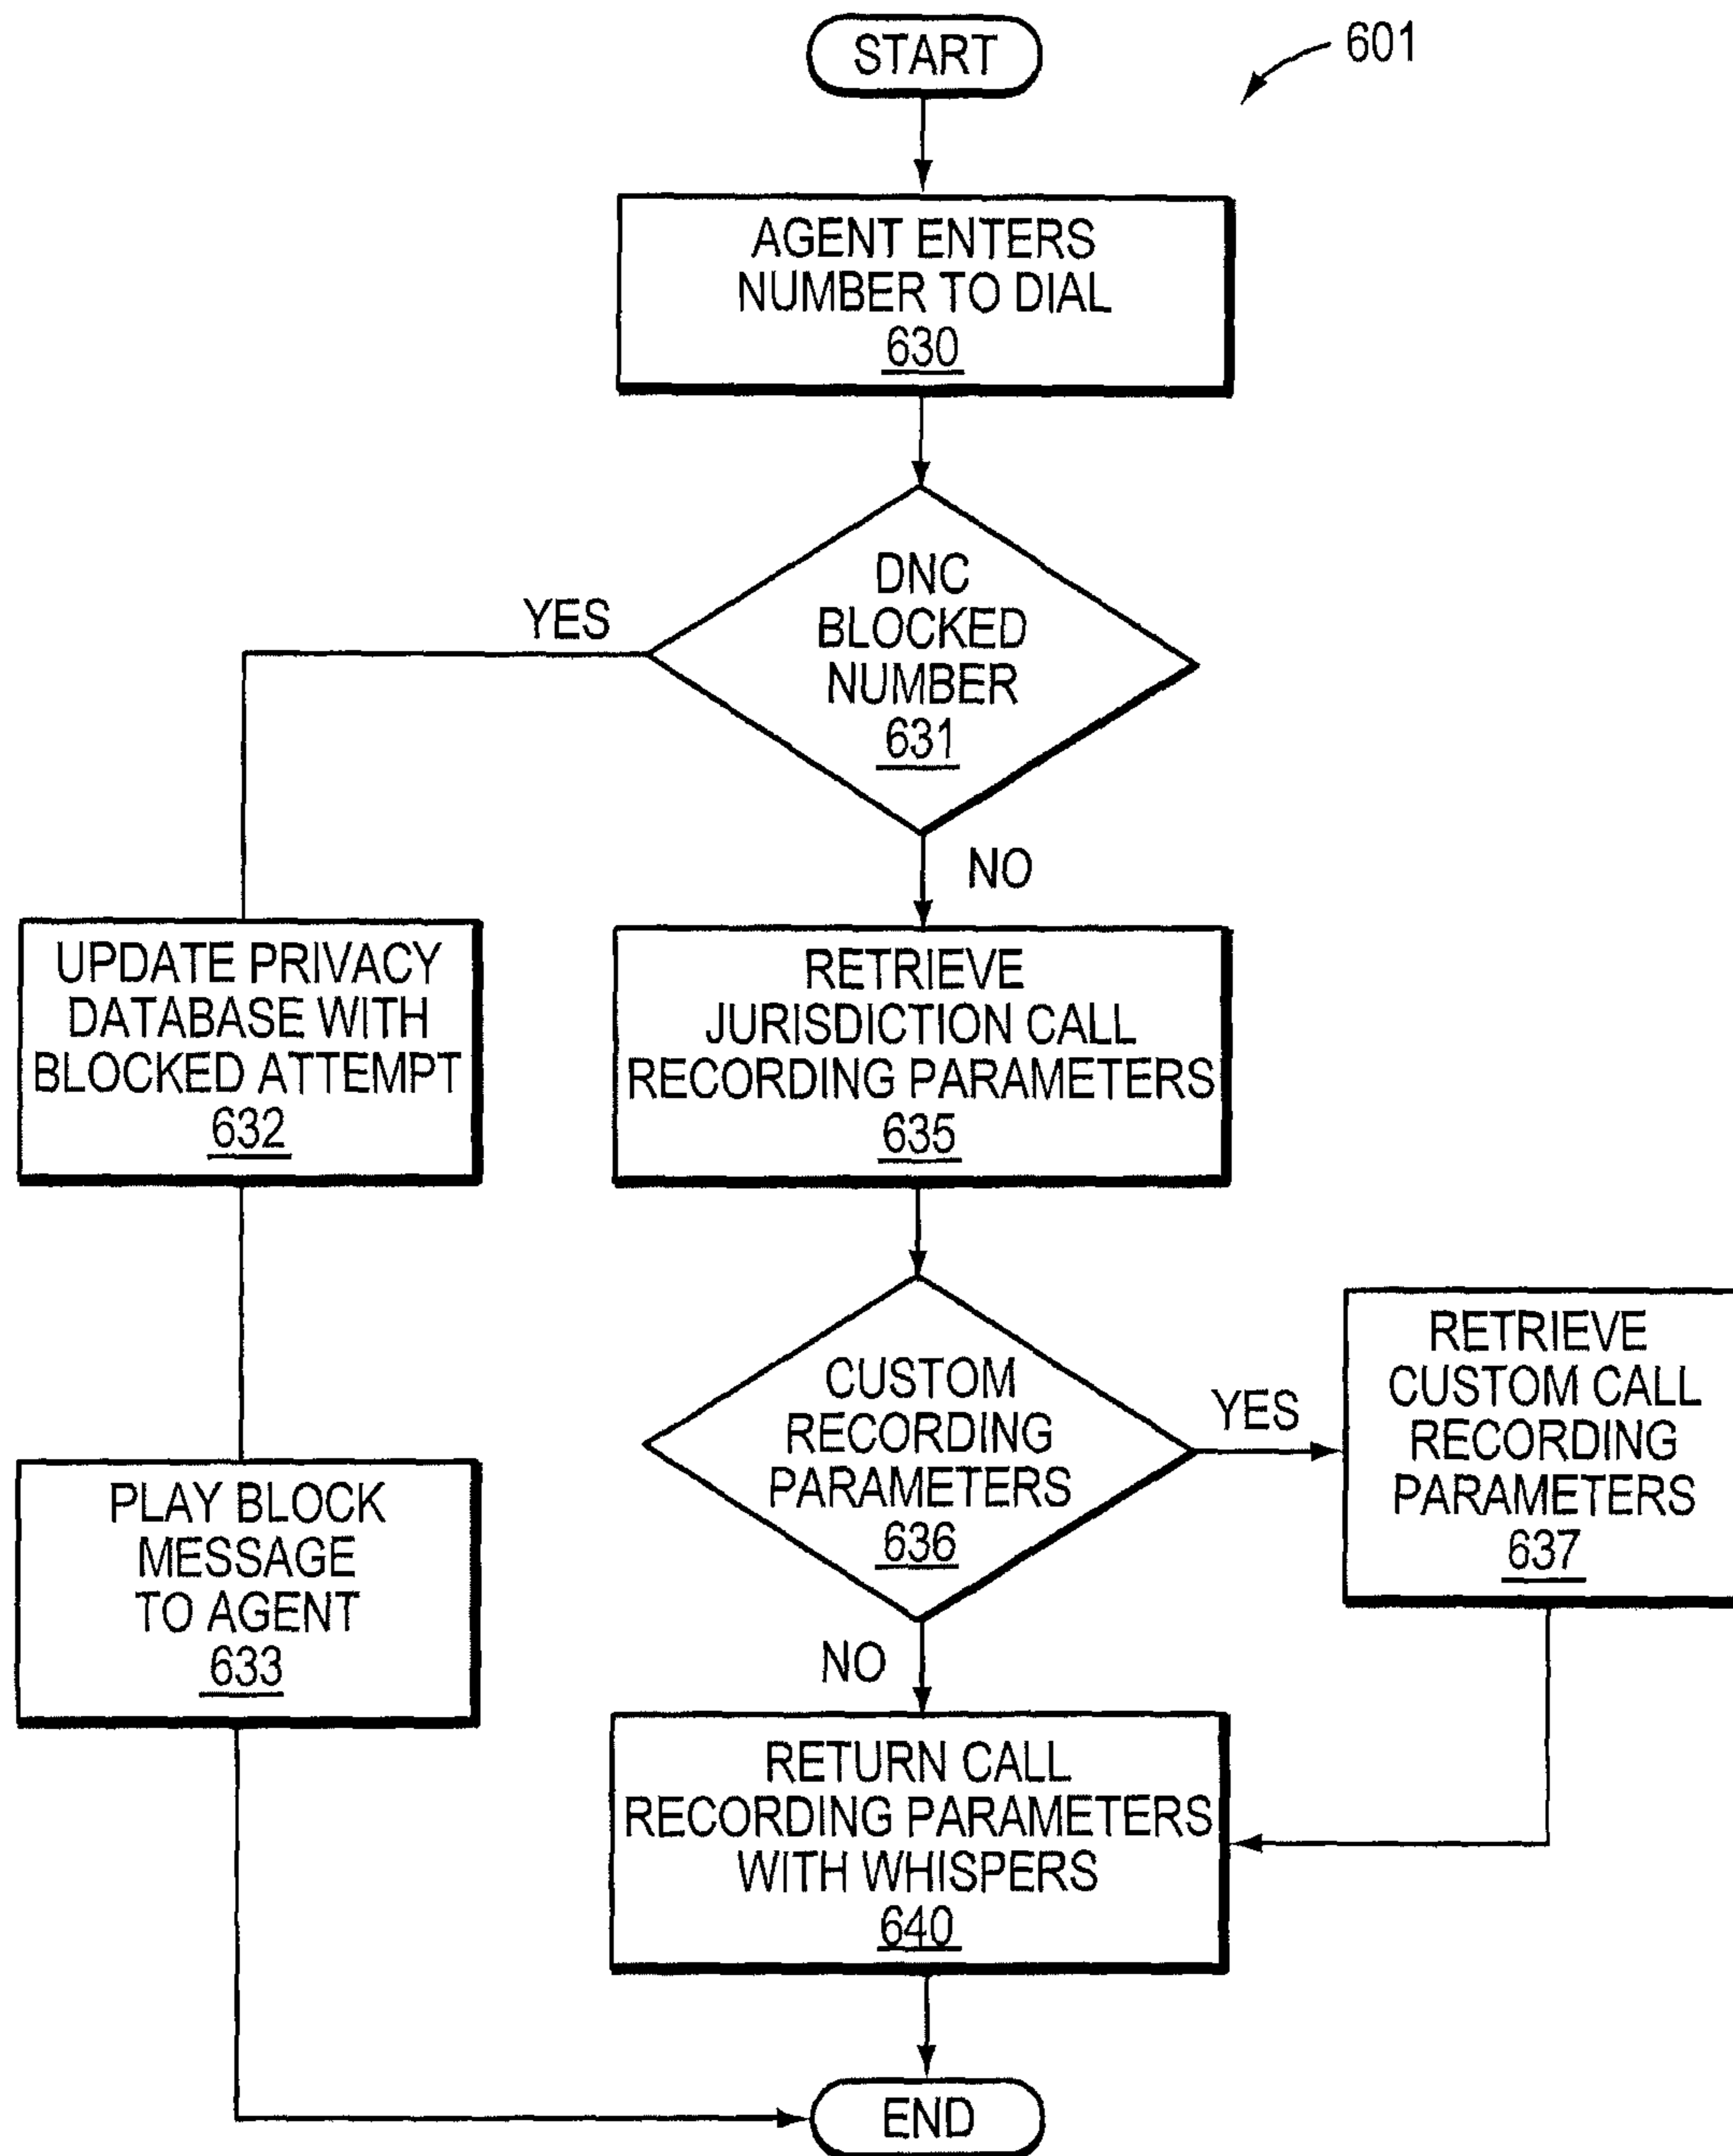 START
601
AGENT ENTERS
NUMBER TO DIAL
630
DNC
BLOCKED
NUMBER
631
YES
NO
UPDATE PRIVACY
DATABASE WITH
BLOCKED ATTEMPT
632
RETRIEVE
JURISDICTION CALL
RECORDING PARAMETERS
635
CUSTOM
RECORDING
PARAMETERS
636
YES
RETRIEVE
CUSTOM CALL
RECORDING
PARAMETERS
637
PLAY BLOCK
MESSAGE
TO AGENT
633
NO
RETURN CALL
RECORDING PARAMETERS
WITH WHISPERS
640
END